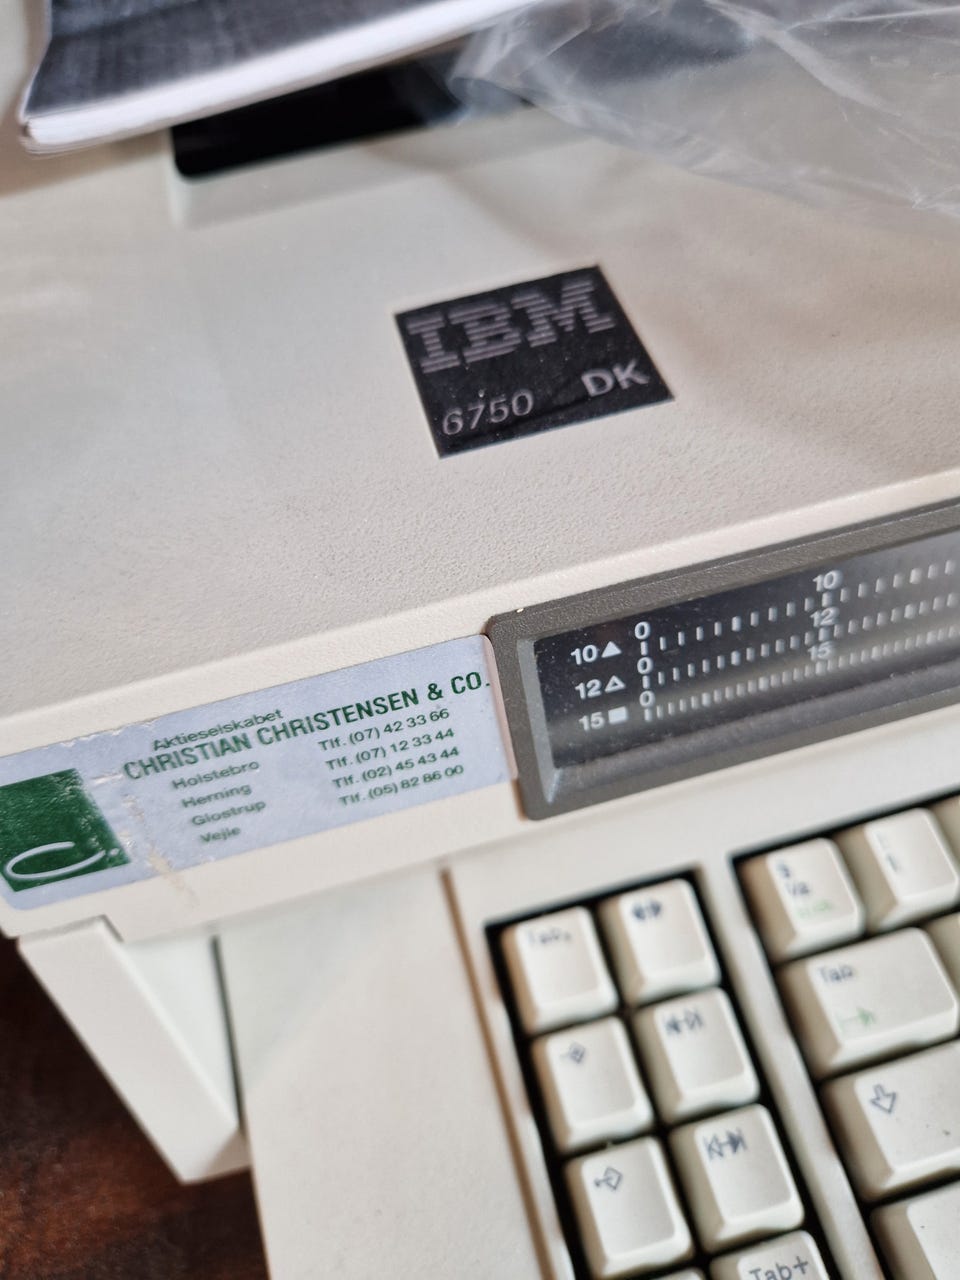 IBM
6750 DK
10
10▲ 0
12
12△ 0
15
15■ 0
Aktieselskabet
CHRISTIAN CHRISTENSEN & CO.
Holstebro Tlf. (07) 42 33 66
Herning Tlf. (07) 12 33 44
Glostrup Tlf. (02) 45 43 44
Vejle Tlf. (05) 82 86 00
Tab
Tab+